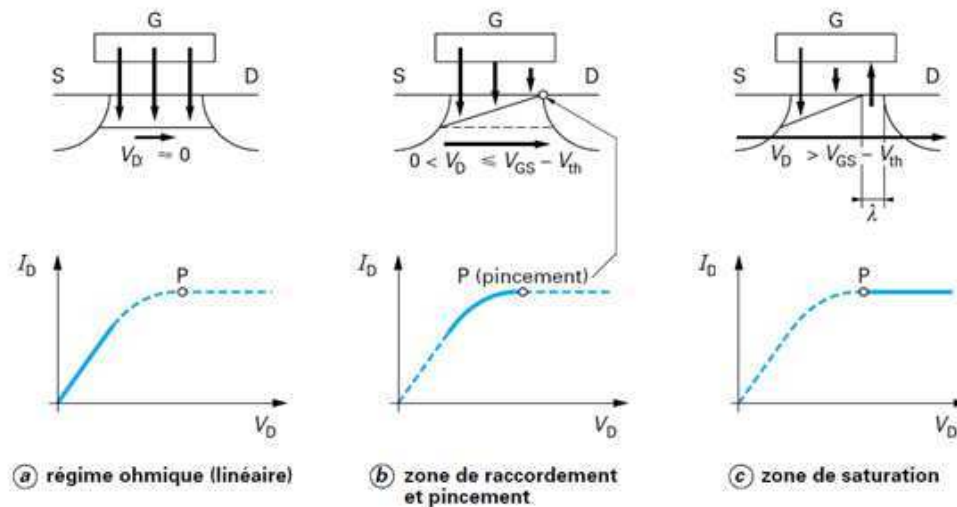 G
S D
V_D ≈ 0
G
S D
0 < V_D ≤ V_GS – V_th
G
S D
V_D > V_GS – V_th
λ
I_D
P
V_D
I_D
P (pincement)
V_D
I_D
P
V_D
a régime ohmique (linéaire)
b zone de raccordement
et pincement
c zone de saturation